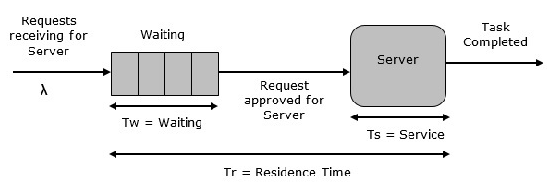 Requests
receiving for
Server
Waiting
Server
Task
Completed
λ
Request
approved for
Server
Tw = Waiting
Ts = Service
Tr = Residence Time